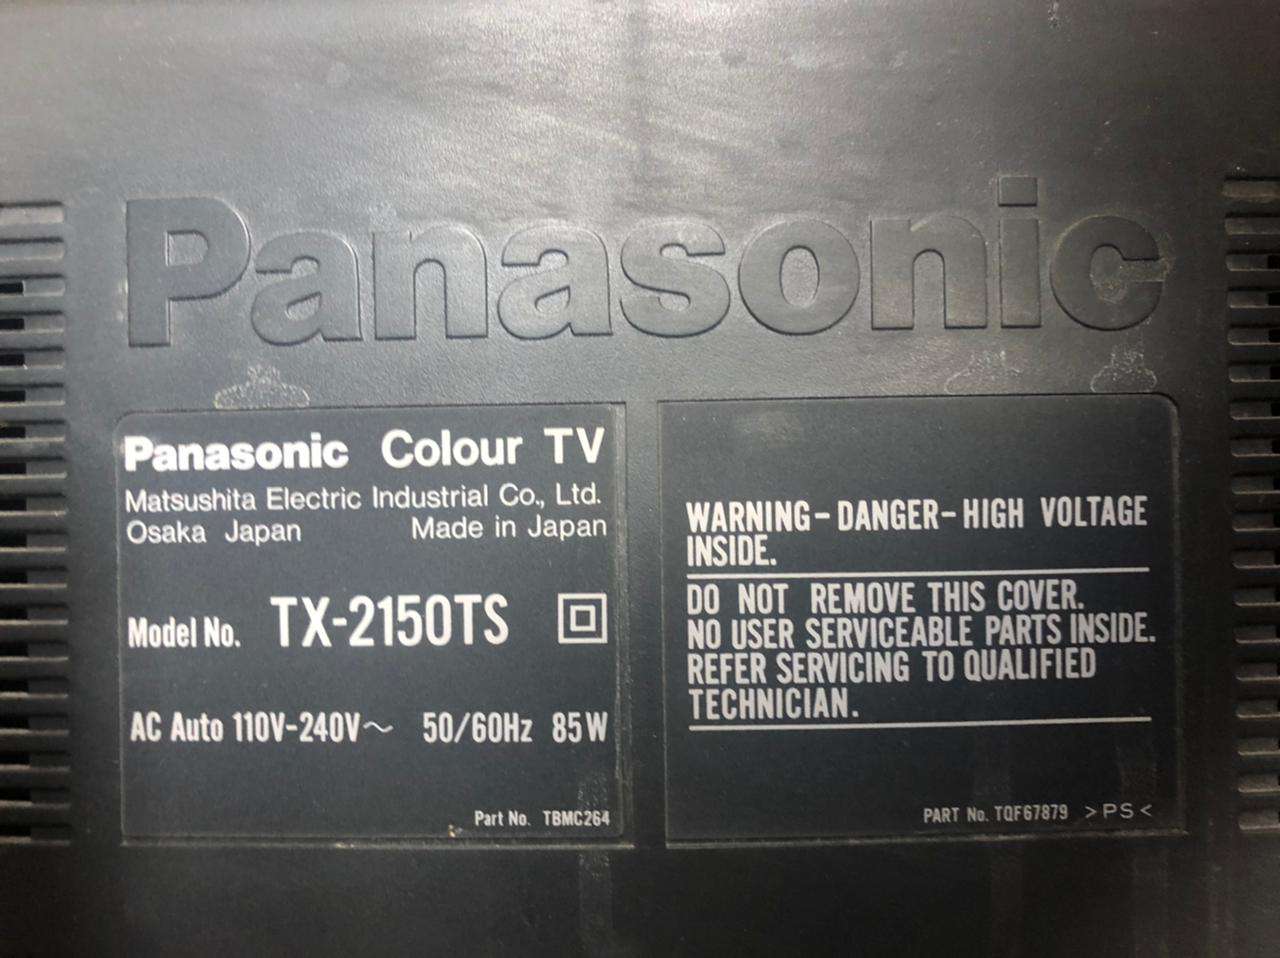 Panasonic
Panasonic Colour TV
Matsushita Electric Industrial Co., Ltd.
Osaka Japan Made in Japan
Model No. TX-2150TS
AC Auto 110V-240V～ 50/60Hz 85W
Part No. TBMC264
WARNING-DANGER-HIGH VOLTAGE
INSIDE.
DO NOT REMOVE THIS COVER.
NO USER SERVICEABLE PARTS INSIDE.
REFER SERVICING TO QUALIFIED
TECHNICIAN.
PART No. TQF67879 >PS<